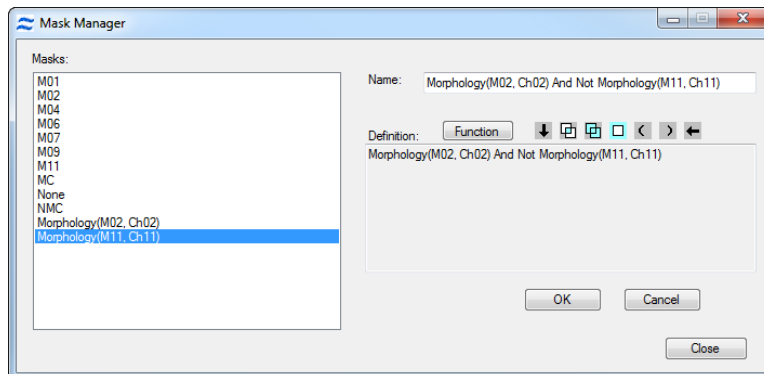 Mask Manager
Masks:
M01
M02
M04
M06
M07
M09
M11
MC
None
NMC
Morphology(M02, Ch02)
Morphology(M11, Ch11)
Name: Morphology(M02, Ch02) And Not Morphology(M11, Ch11)
Definition: Function
Morphology(M02, Ch02) And Not Morphology(M11, Ch11)
OK Cancel
Close